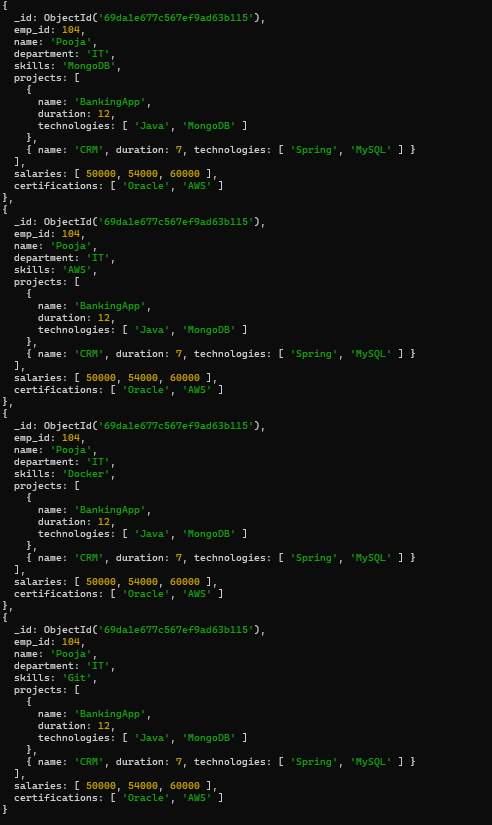 {
  _id: ObjectId('69da1e677c567ef9ad63b115'),
  emp_id: 104,
  name: 'Pooja',
  department: 'IT',
  skills: 'MongoDB',
  projects: [
    {
      name: 'BankingApp',
      duration: 12,
      technologies: [ 'Java', 'MongoDB' ]
    },
    { name: 'CRM', duration: 7, technologies: [ 'Spring', 'MySQL' ] }
  ],
  salaries: [ 50000, 54000, 60000 ],
  certifications: [ 'Oracle', 'AWS' ]
},
{
  _id: ObjectId('69da1e677c567ef9ad63b115'),
  emp_id: 104,
  name: 'Pooja',
  department: 'IT',
  skills: 'AWS',
  projects: [
    {
      name: 'BankingApp',
      duration: 12,
      technologies: [ 'Java', 'MongoDB' ]
    },
    { name: 'CRM', duration: 7, technologies: [ 'Spring', 'MySQL' ] }
  ],
  salaries: [ 50000, 54000, 60000 ],
  certifications: [ 'Oracle', 'AWS' ]
},
{
  _id: ObjectId('69da1e677c567ef9ad63b115'),
  emp_id: 104,
  name: 'Pooja',
  department: 'IT',
  skills: 'Docker',
  projects: [
    {
      name: 'BankingApp',
      duration: 12,
      technologies: [ 'Java', 'MongoDB' ]
    },
    { name: 'CRM', duration: 7, technologies: [ 'Spring', 'MySQL' ] }
  ],
  salaries: [ 50000, 54000, 60000 ],
  certifications: [ 'Oracle', 'AWS' ]
},
{
  _id: ObjectId('69da1e677c567ef9ad63b115'),
  emp_id: 104,
  name: 'Pooja',
  department: 'IT',
  skills: 'Git',
  projects: [
    {
      name: 'BankingApp',
      duration: 12,
      technologies: [ 'Java', 'MongoDB' ]
    },
    { name: 'CRM', duration: 7, technologies: [ 'Spring', 'MySQL' ] }
  ],
  salaries: [ 50000, 54000, 60000 ],
  certifications: [ 'Oracle', 'AWS' ]
}